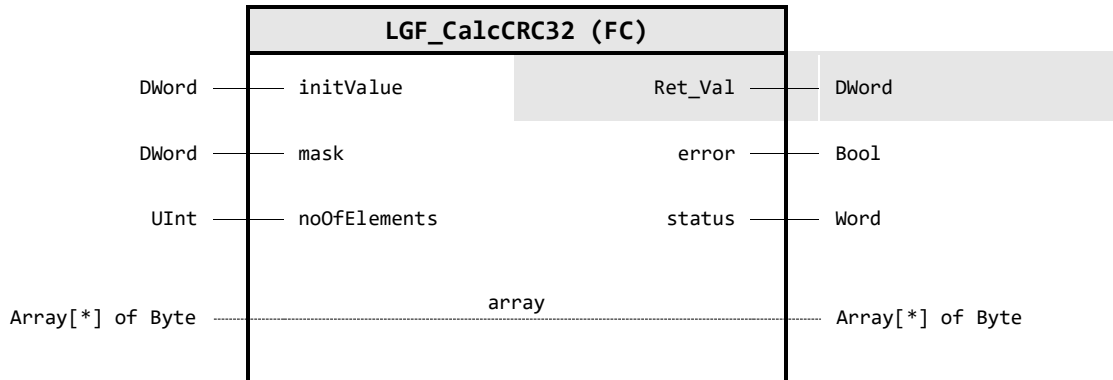 LGF_CalcCRC32 (FC)
DWord initValue Ret_Val DWord
DWord mask error Bool
UInt noOfElements status Word
array
Array[*] of Byte Array[*] of Byte